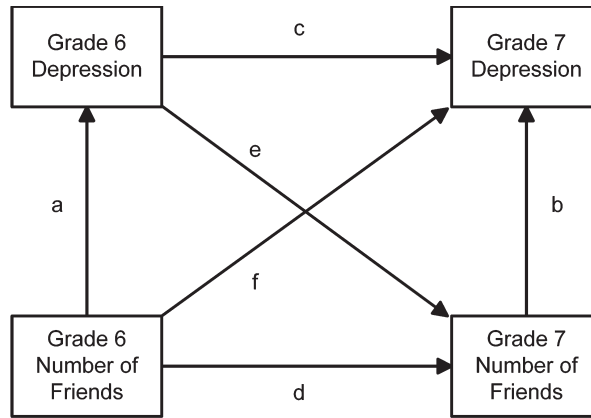 Grade 6
Depression
c
Grade 7
Depression
e
a
b
f
Grade 6
Number of
Friends
d
Grade 7
Number of
Friends